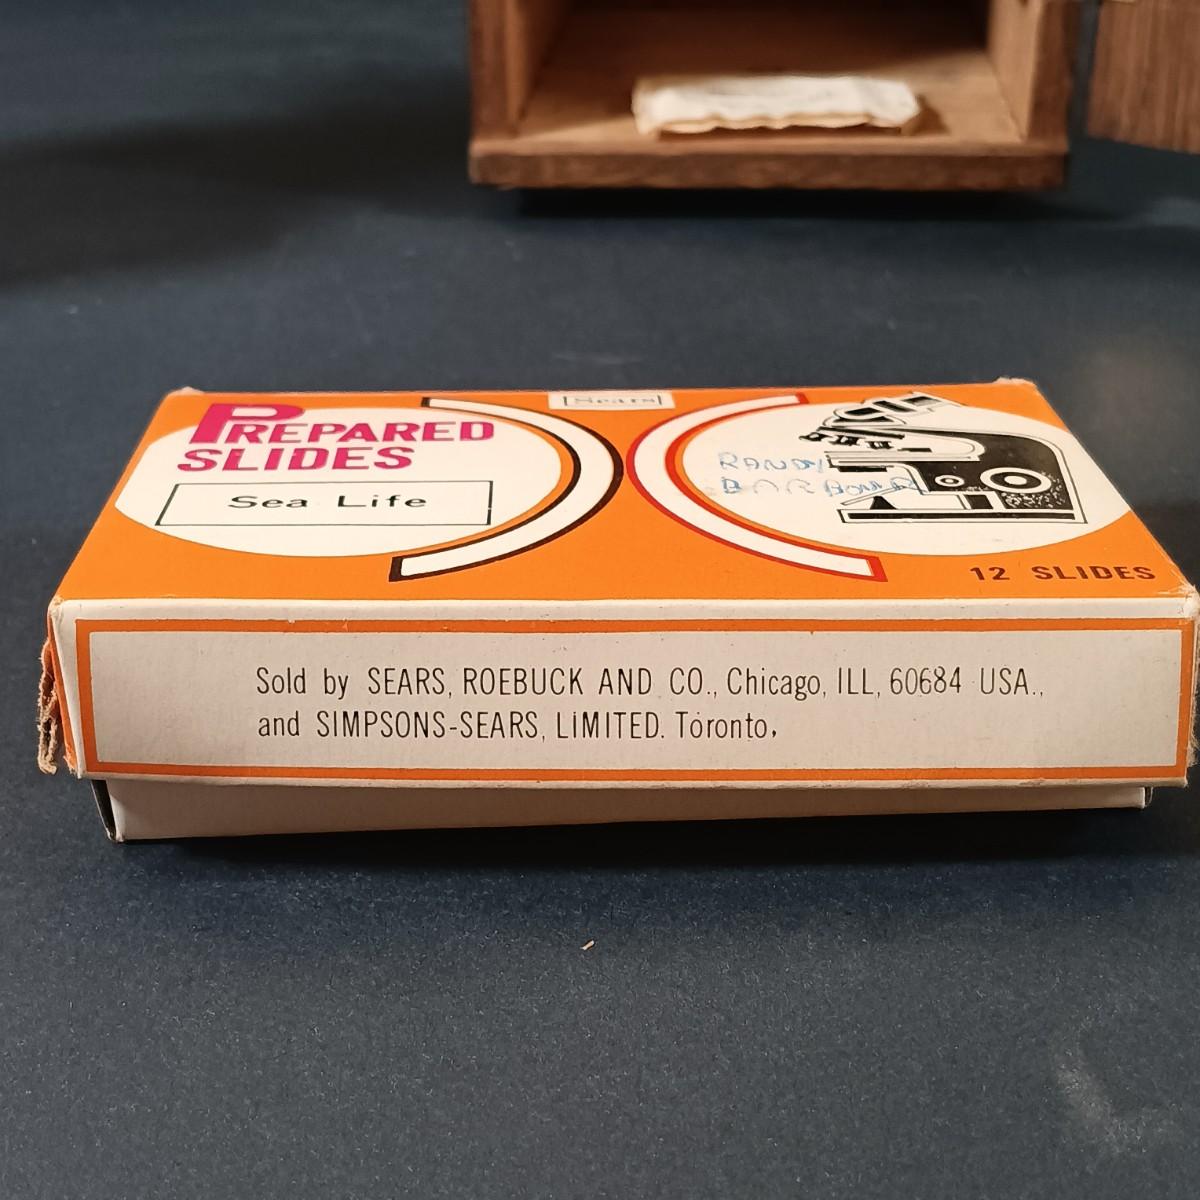 Sears
PREPARED
SLIDES
Sea Life
RANDY
BARBOUR
12 SLIDES
Sold by SEARS, ROEBUCK AND CO., Chicago, ILL, 60684 USA.,
and SIMPSONS-SEARS, LIMITED. Toronto,